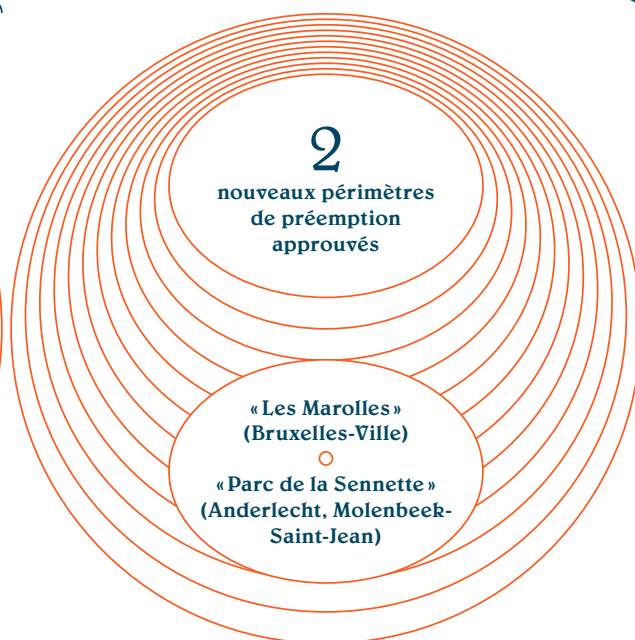 2
nouveaux périmètres
de préemption
approuvés
«Les Marolles»
(Bruxelles-Ville)
«Parc de la Sennette»
(Anderlecht, Molenbeek-
Saint-Jean)